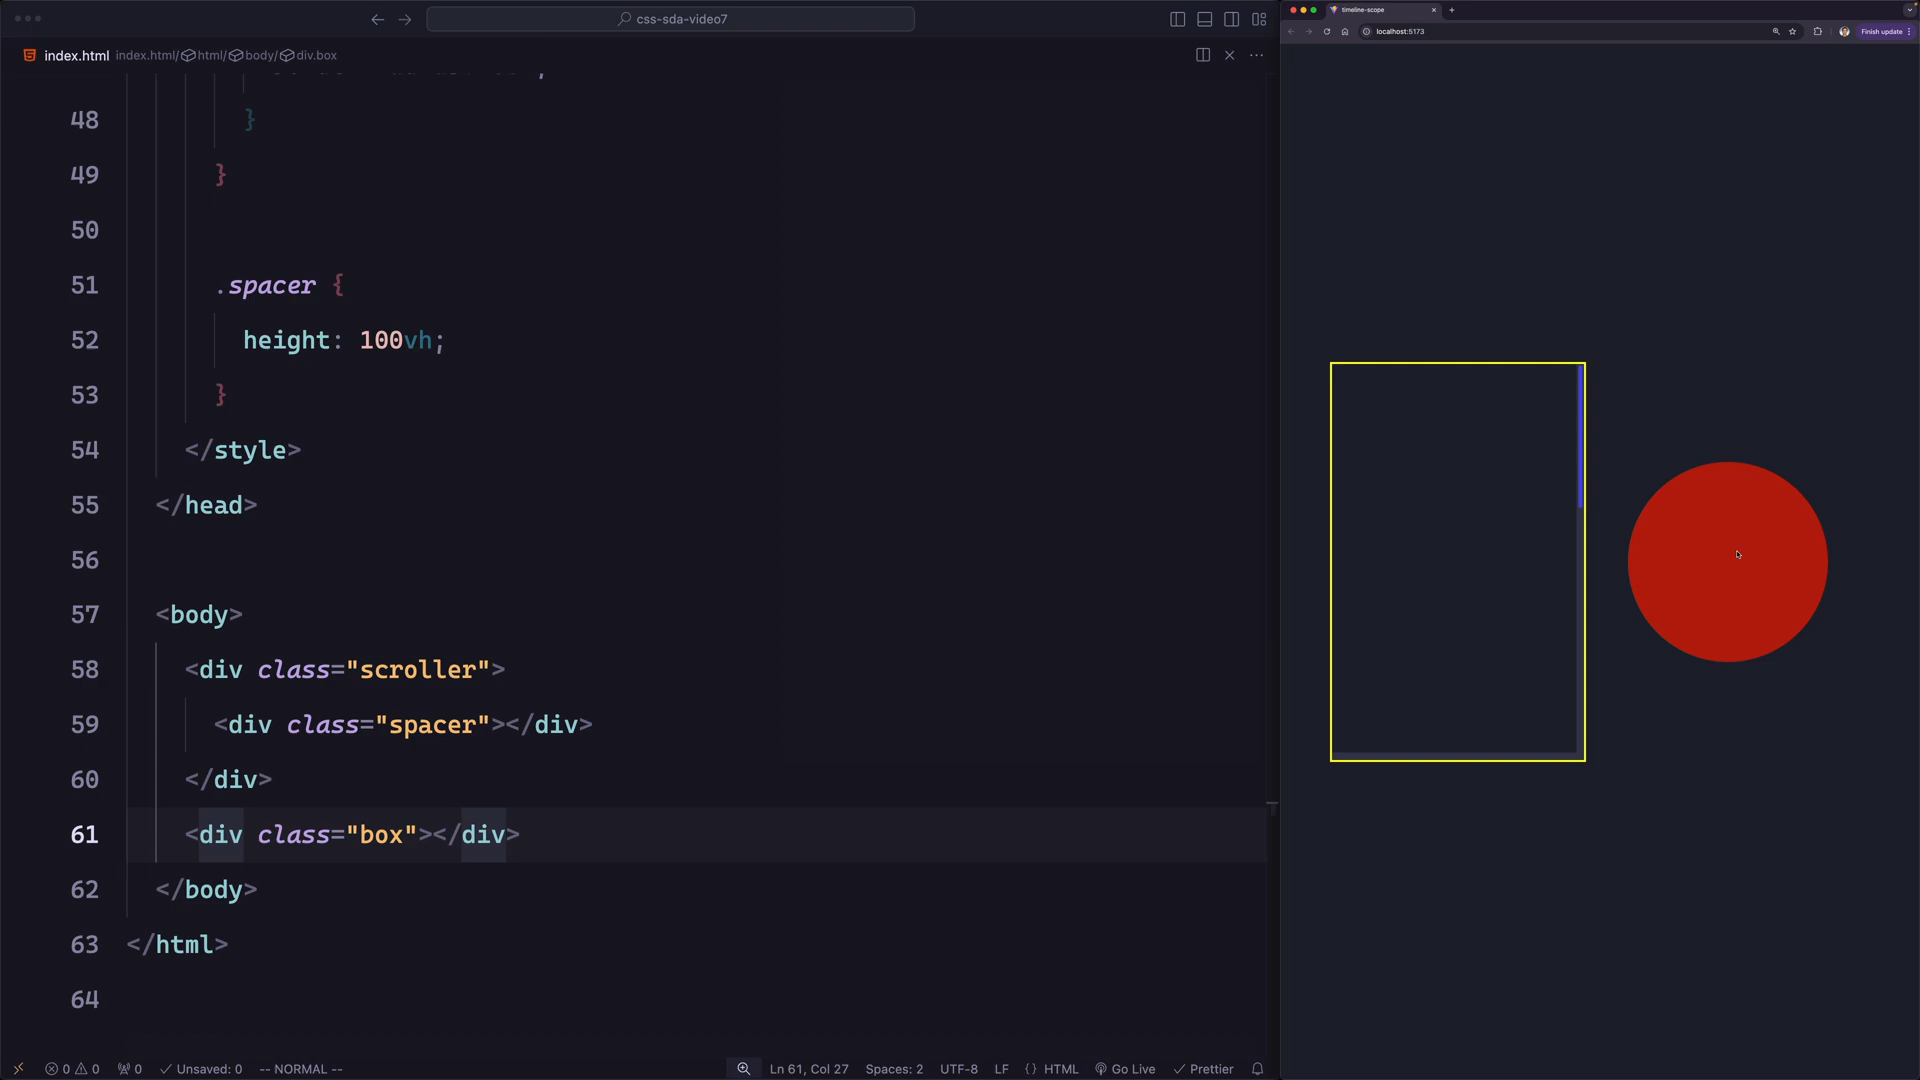 css-sda-video7
index.html index.html/html/body/div.box
48 }
49 }
50
51 .spacer {
52 height: 100vh;
53 }
54 </style>
55 </head>
56
57 <body>
58 <div class="scroller">
59 <div class="spacer"></div>
60 </div>
61 <div class="box"></div>
62 </body>
63 </html>
64
0 0 0 Unsaved: 0 -- NORMAL -- Ln 61, Col 27 Spaces: 2 UTF-8 LF {} HTML Go Live Prettier
timeline-scope
localhost:5173 Finish update